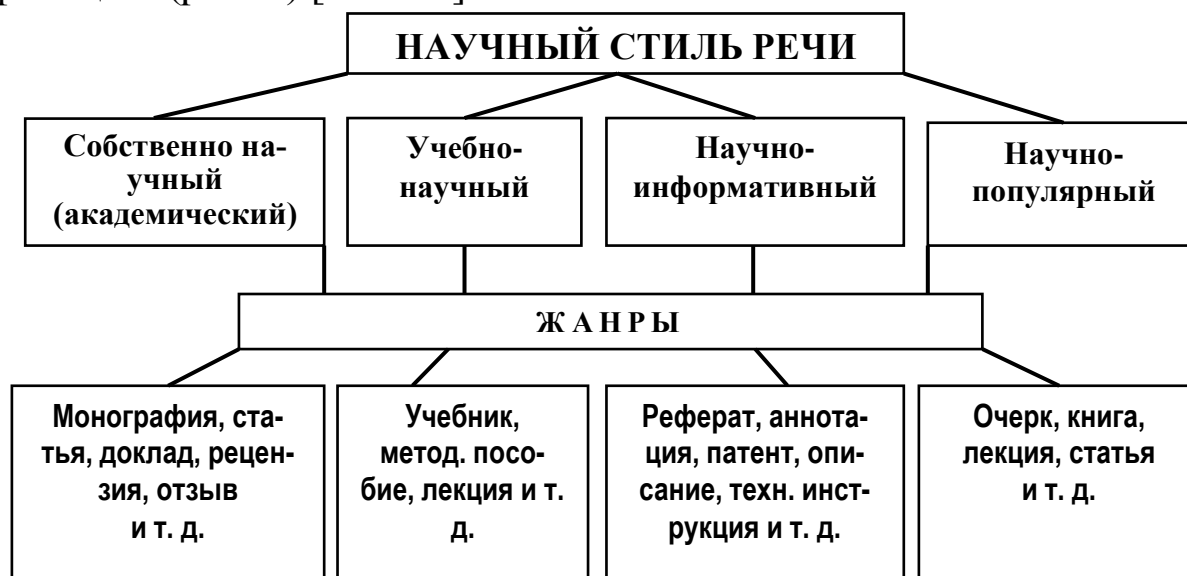 НАУЧНЫЙ СТИЛЬ РЕЧИ
Собственно на-
учный
(академический)
Учебно-
научный
Научно-
информативный
Научно-
популярный
Ж А Н Р Ы
Монография, ста-
тья, доклад, рецен-
зия, отзыв
и т. д.
Учебник,
метод. посо-
бие, лекция и т.
д.
Реферат, аннота-
ция, патент, опи-
сание, техн. инст-
рукция и т. д.
Очерк, книга,
лекция, статья
и т. д.